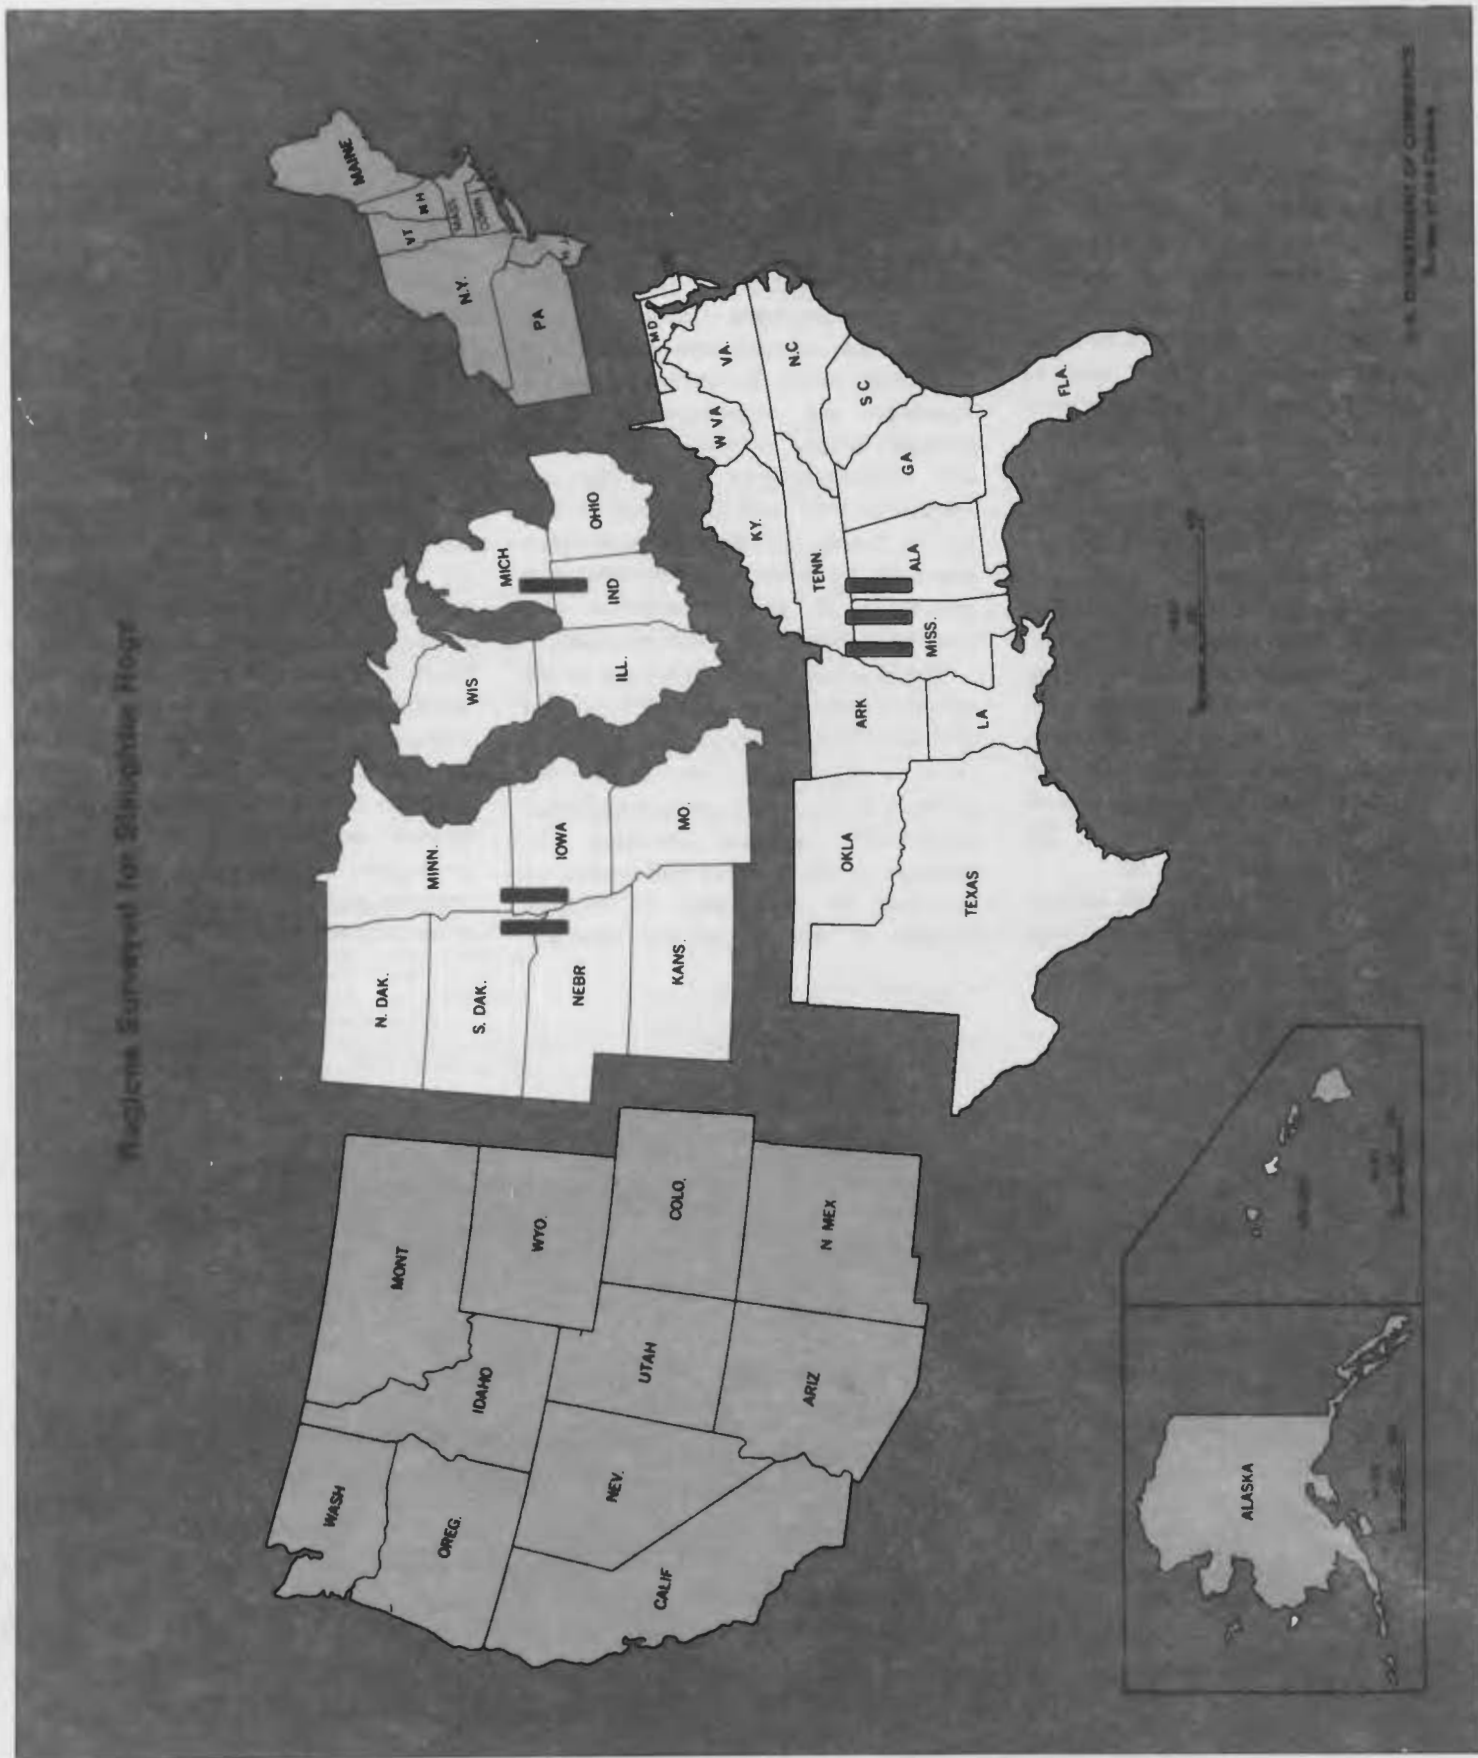 Regions Surveyed for Slaughter Hogs
WASH
OREG.
CALIF
NEV.
IDAHO
MONT
WYO.
UTAH
COLO.
ARIZ
N MEX
N. DAK.
S. DAK.
NEBR
KANS.
MINN.
IOWA
MO.
WIS
MICH
ILL.
IND
OHIO
MAINE
VT
N H
MASS
CONN
N.Y.
PA
N J
MD
W VA
VA.
KY.
N.C
TENN.
S C
OKLA
ARK
TEXAS
LA
MISS.
ALA
GA
FLA.
ALASKA
U.S. DEPARTMENT OF COMMERCE